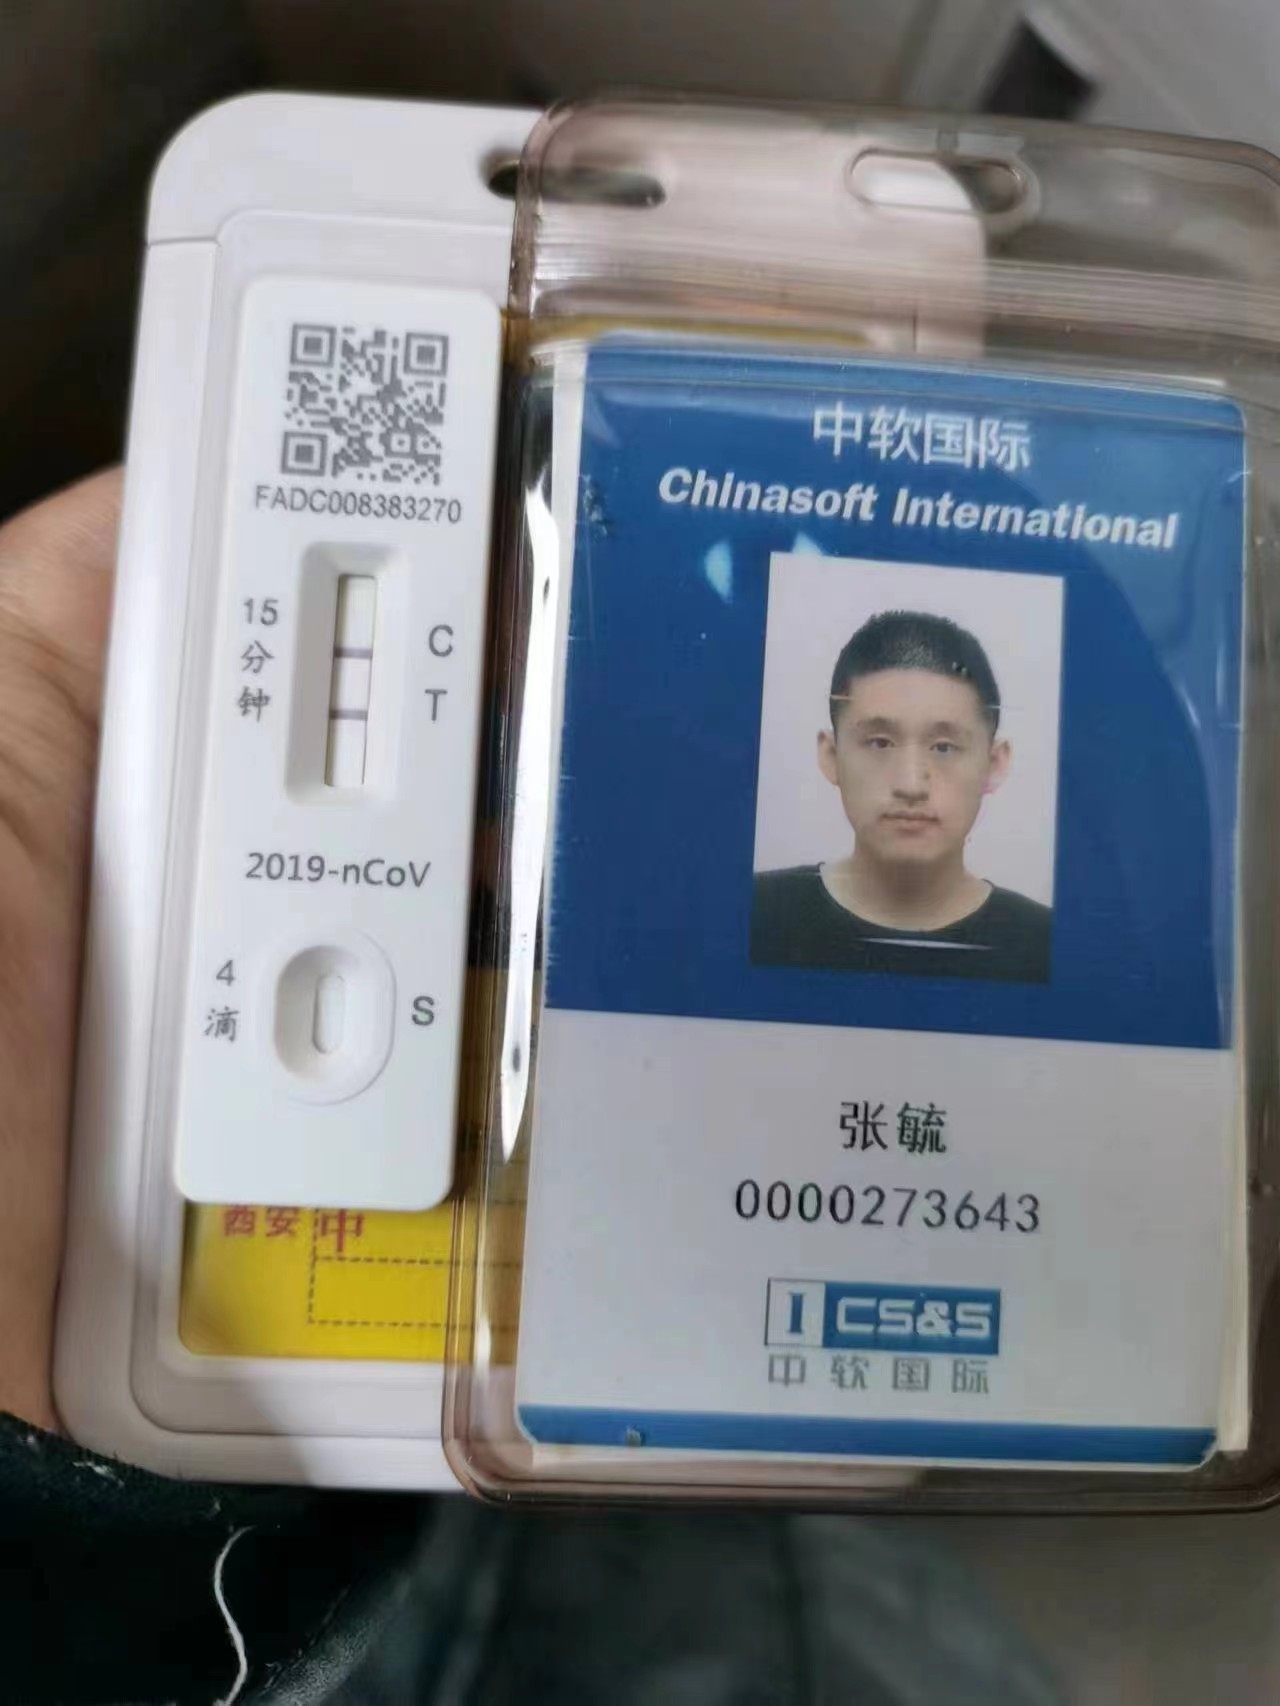 FADC008383270
15
分
钟
C
T
2019-nCoV
4
滴
S
西安
中
中软国际
Chinasoft International
张毓
0000273643
I CS&S
中软国际